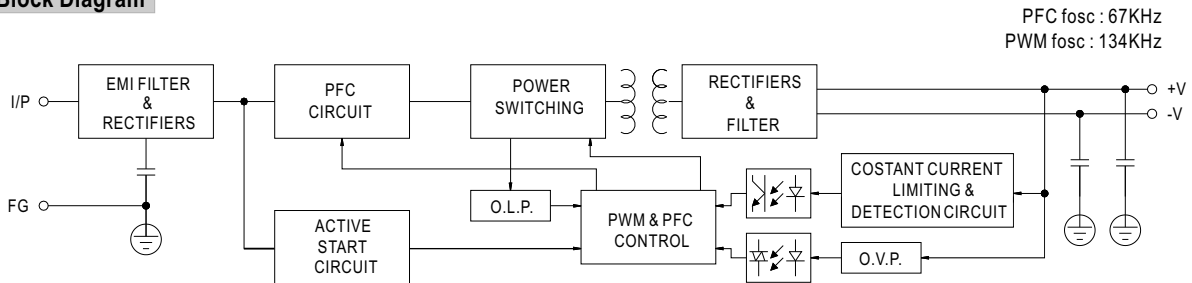 Block Diagram
PFC fosc : 67KHz
PWM fosc : 134KHz
I/P
EMI FILTER
&
RECTIFIERS
PFC
CIRCUIT
POWER
SWITCHING
RECTIFIERS
&
FILTER
+V
-V
FG
ACTIVE
START
CIRCUIT
O.L.P.
PWM & PFC
CONTROL
COSTANT CURRENT
LIMITING &
DETECTION CIRCUIT
O.V.P.